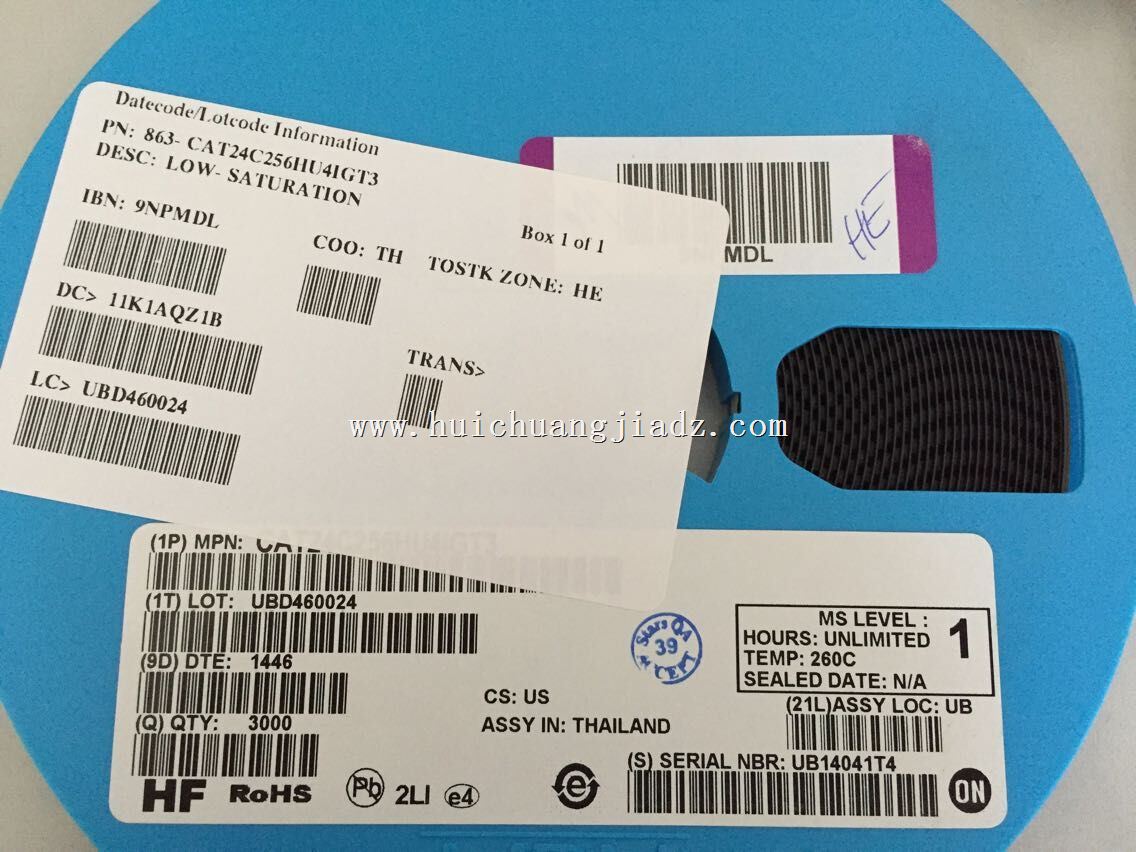 Datecode/Lotcode Information
PN: 863- CAT24C256HU4IGT3
DESC: LOW- SATURATION
IBN: 9NPMDL
Box 1 of 1
COO: TH
TOSTK ZONE: HE
DC> 11K1AQZ1B
TRANS>
LC> UBD460024
MDL
HE
www.huichuangjiadz.com
(1P) MPN: CAT24C256HU4IGT3
(1T) LOT: UBD460024
(9D) DTE: 1446
(Q) QTY: 3000
CS: US
ASSY IN: THAILAND
Stars QA
39
MS LEVEL : 1
HOURS: UNLIMITED
TEMP: 260C
SEALED DATE: N/A
(21L)ASSY LOC: UB
(S) SERIAL NBR: UB14041T4
HF RoHS Pb 2LI e4 e ON